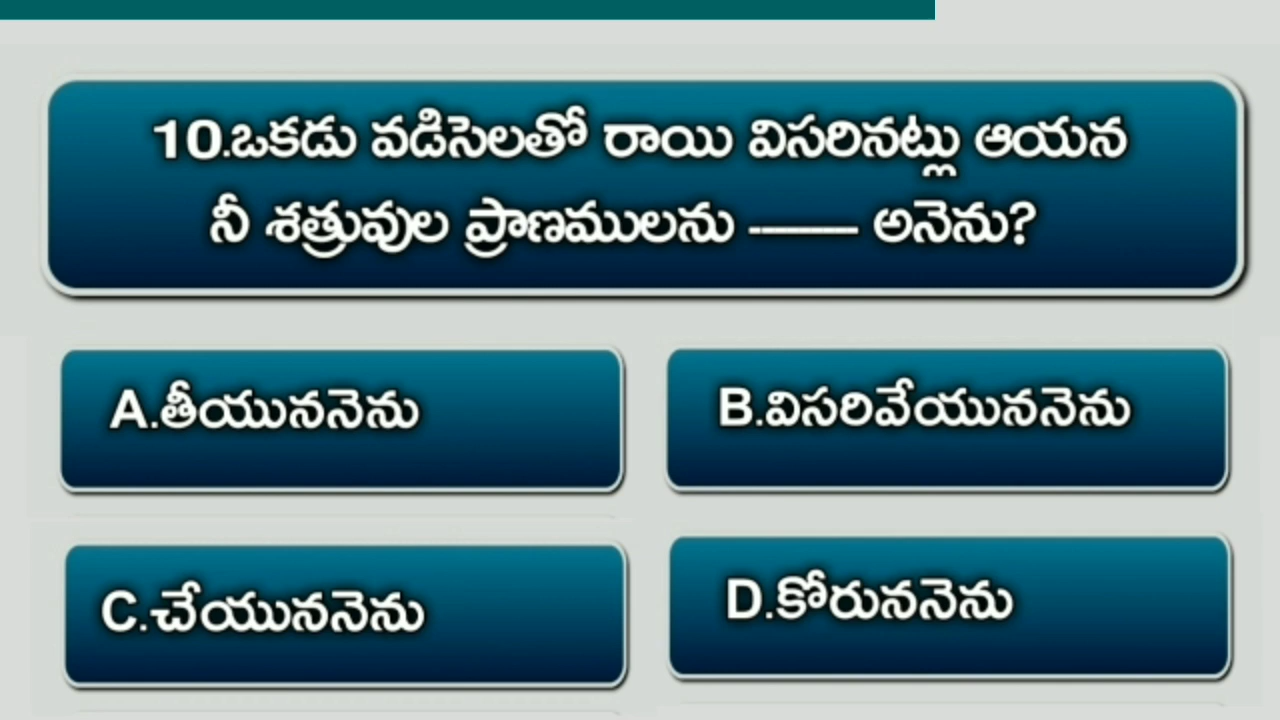 10.ఒకడు వడిసెలతో రాయి విసరినట్లు ఆయన
నీ శత్రువుల ప్రాణములను —— అనెను?
A.తీయుననెను
B.విసరివేయుననెను
C.చేయుననెను
D.కోరుననెను